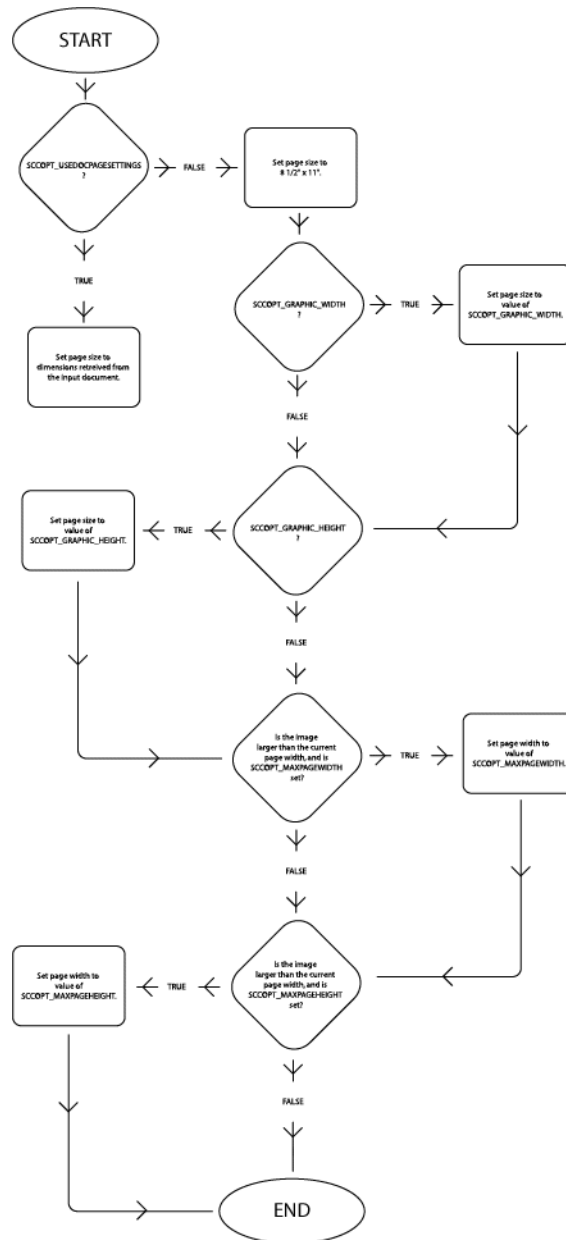 START
SCCOPT_USEDOCPAGESETTINGS
?
FALSE
Set page size to
8 1/2" x 11".
TRUE
SCCOPT_GRAPHIC_WIDTH
?
TRUE
Set page size to
value of
SCCOPT_GRAPHIC_WIDTH.
Set page size to
dimensions retreived from
the input document.
FALSE
Set page size to
value of
SCCOPT_GRAPHIC_HEIGHT.
TRUE
SCCOPT_GRAPHIC_HEIGHT
?
FALSE
Is the image
larger than the current
page width, and is
SCCOPT_MAXPAGEWIDTH
set?
TRUE
Set page width to
value of
SCCOPT_MAXPAGEWIDTH.
FALSE
Set page width to
value of
SCCOPT_MAXPAGEHEIGHT.
TRUE
Is the image
larger than the current
page width, and is
SCCOPT_MAXPAGEHEIGHT
set?
FALSE
END